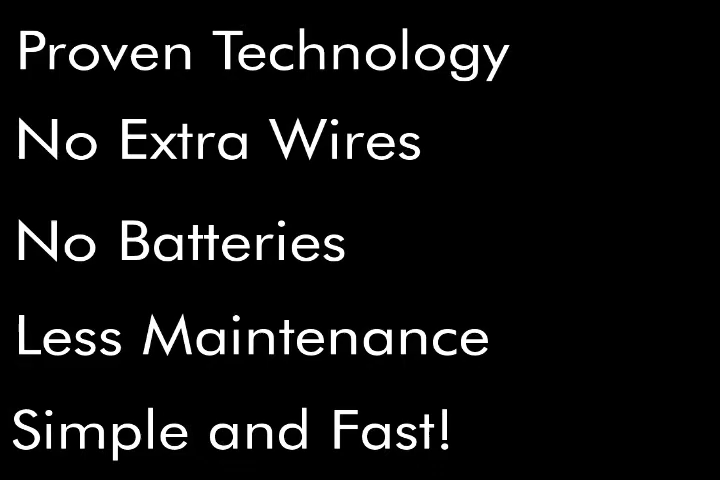 Proven Technology
No Extra Wires
No Batteries
Less Maintenance
Simple and Fast!